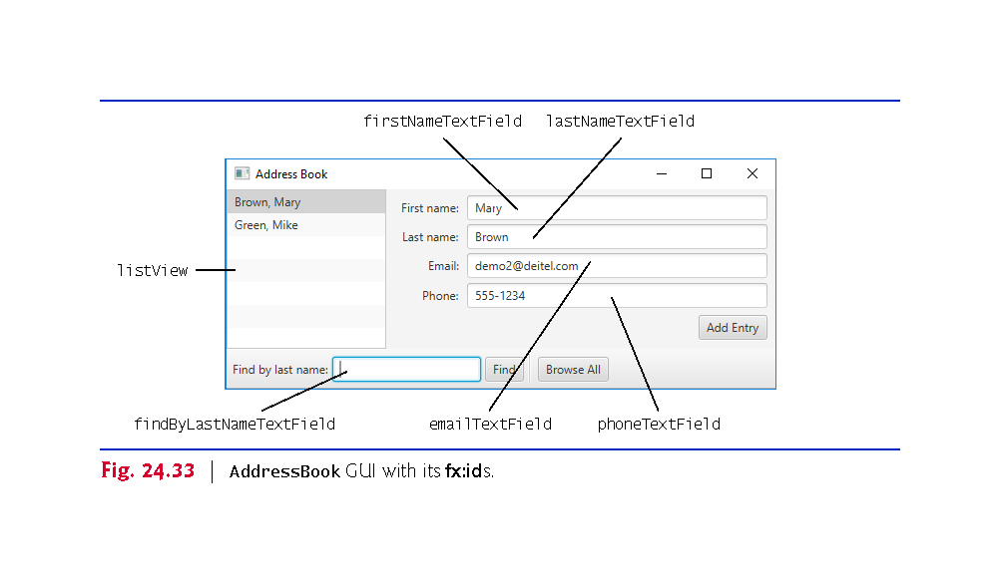 firstNameTextField lastNameTextField
Address Book
Brown, Mary
Green, Mike
First name: Mary
Last name: Brown
Email: demo2@deitel.com
Phone: 555-1234
Add Entry
listView
Find by last name: Find Browse All
findByLastNameTextField emailTextField phoneTextField
Fig. 24.33 | AddressBook GUI with its fx:ids.